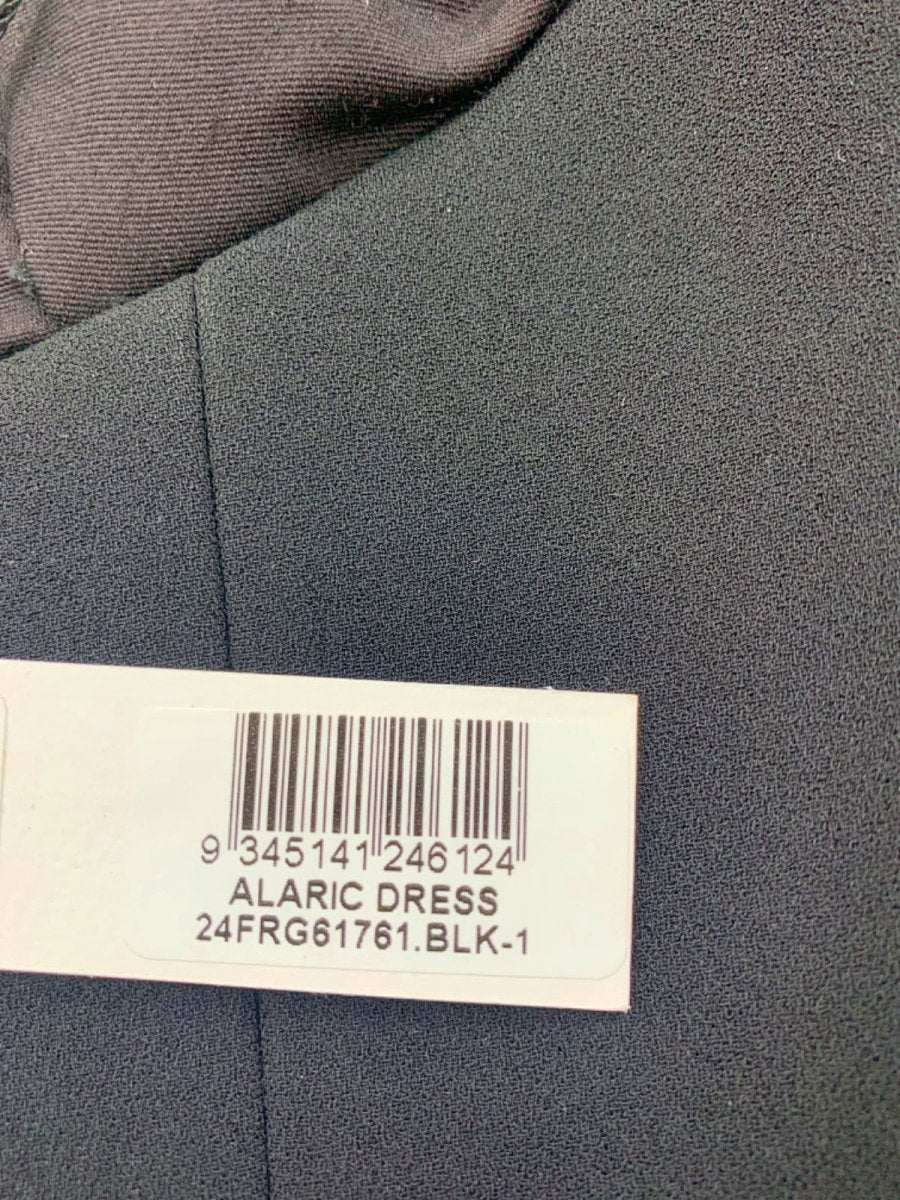 9 345141 246124
ALARIC DRESS
24FRG61761.BLK-1